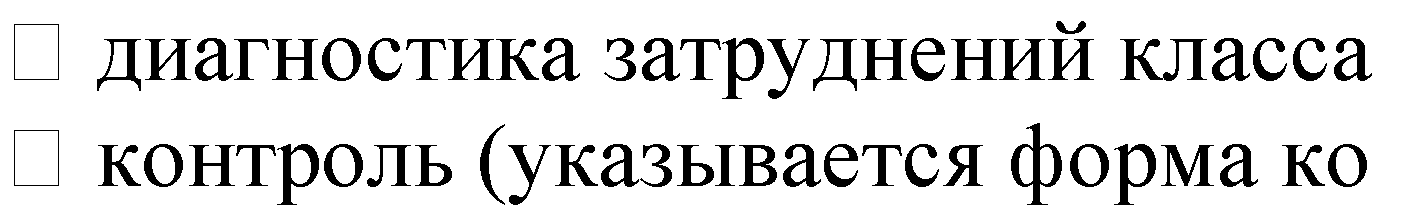 диагностика затруднений класса
контроль (указывается форма ко